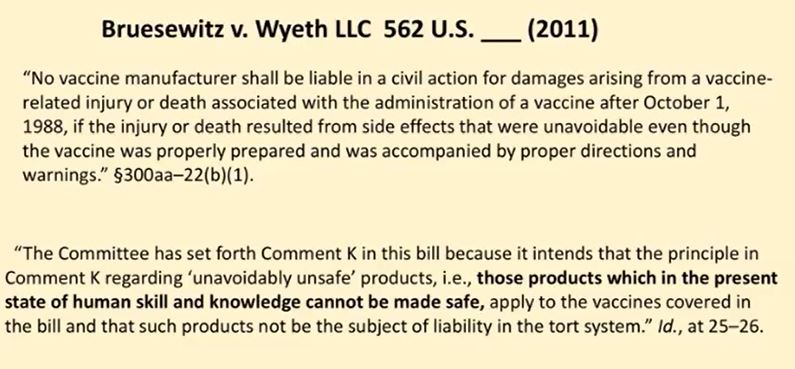 Bruesewitz v. Wyeth LLC 562 U.S. ___ (2011)
“No vaccine manufacturer shall be liable in a civil action for damages arising from a vaccine-
related injury or death associated with the administration of a vaccine after October 1,
1988, if the injury or death resulted from side effects that were unavoidable even though
the vaccine was properly prepared and was accompanied by proper directions and
warnings.” §300aa–22(b)(1).
“The Committee has set forth Comment K in this bill because it intends that the principle in
Comment K regarding ‘unavoidably unsafe’ products, i.e., those products which in the present
state of human skill and knowledge cannot be made safe, apply to the vaccines covered in
the bill and that such products not be the subject of liability in the tort system.” Id., at 25–26.